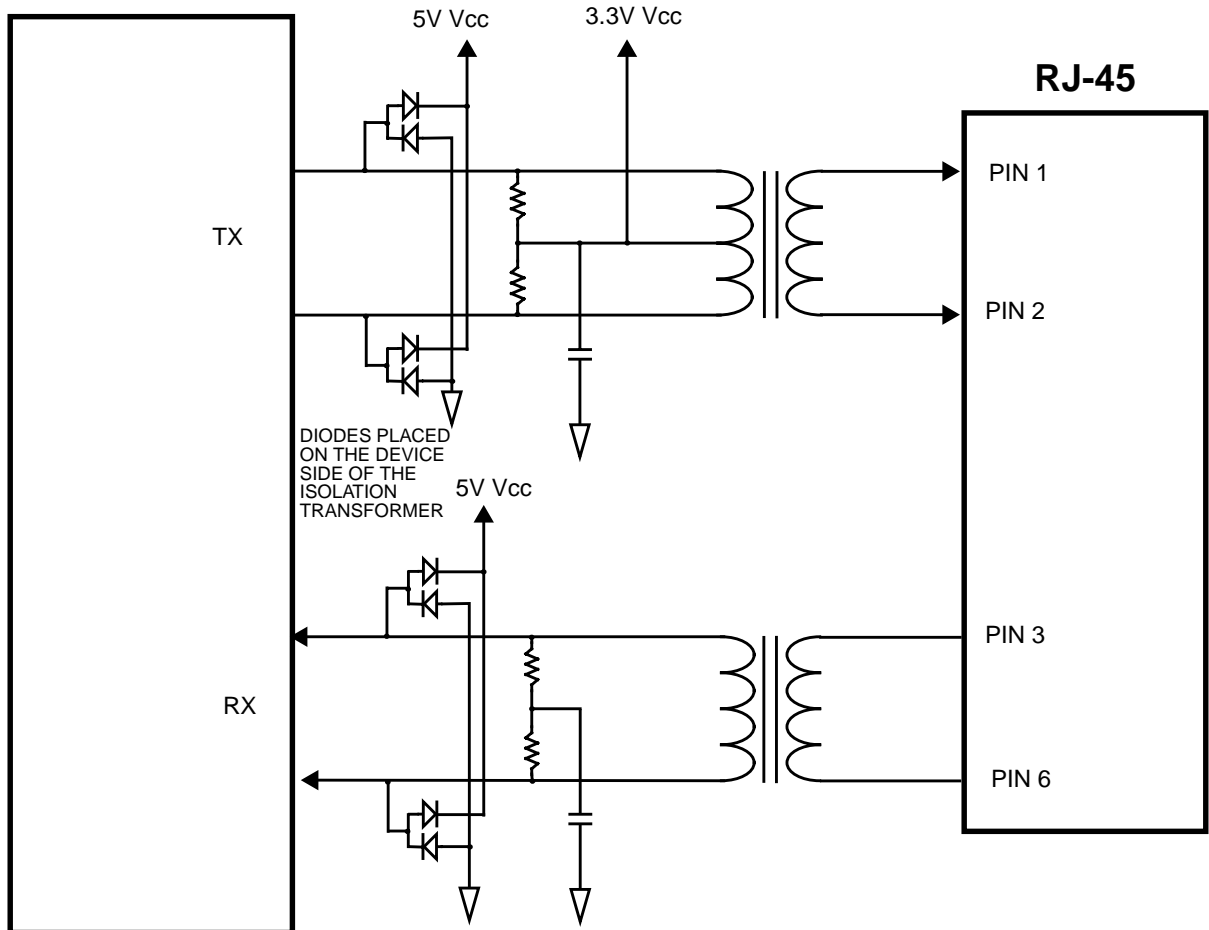 5V Vcc
3.3V Vcc
RJ-45
PIN 1
TX
PIN 2
DIODES PLACED
ON THE DEVICE
SIDE OF THE
ISOLATION
TRANSFORMER
5V Vcc
PIN 3
RX
PIN 6